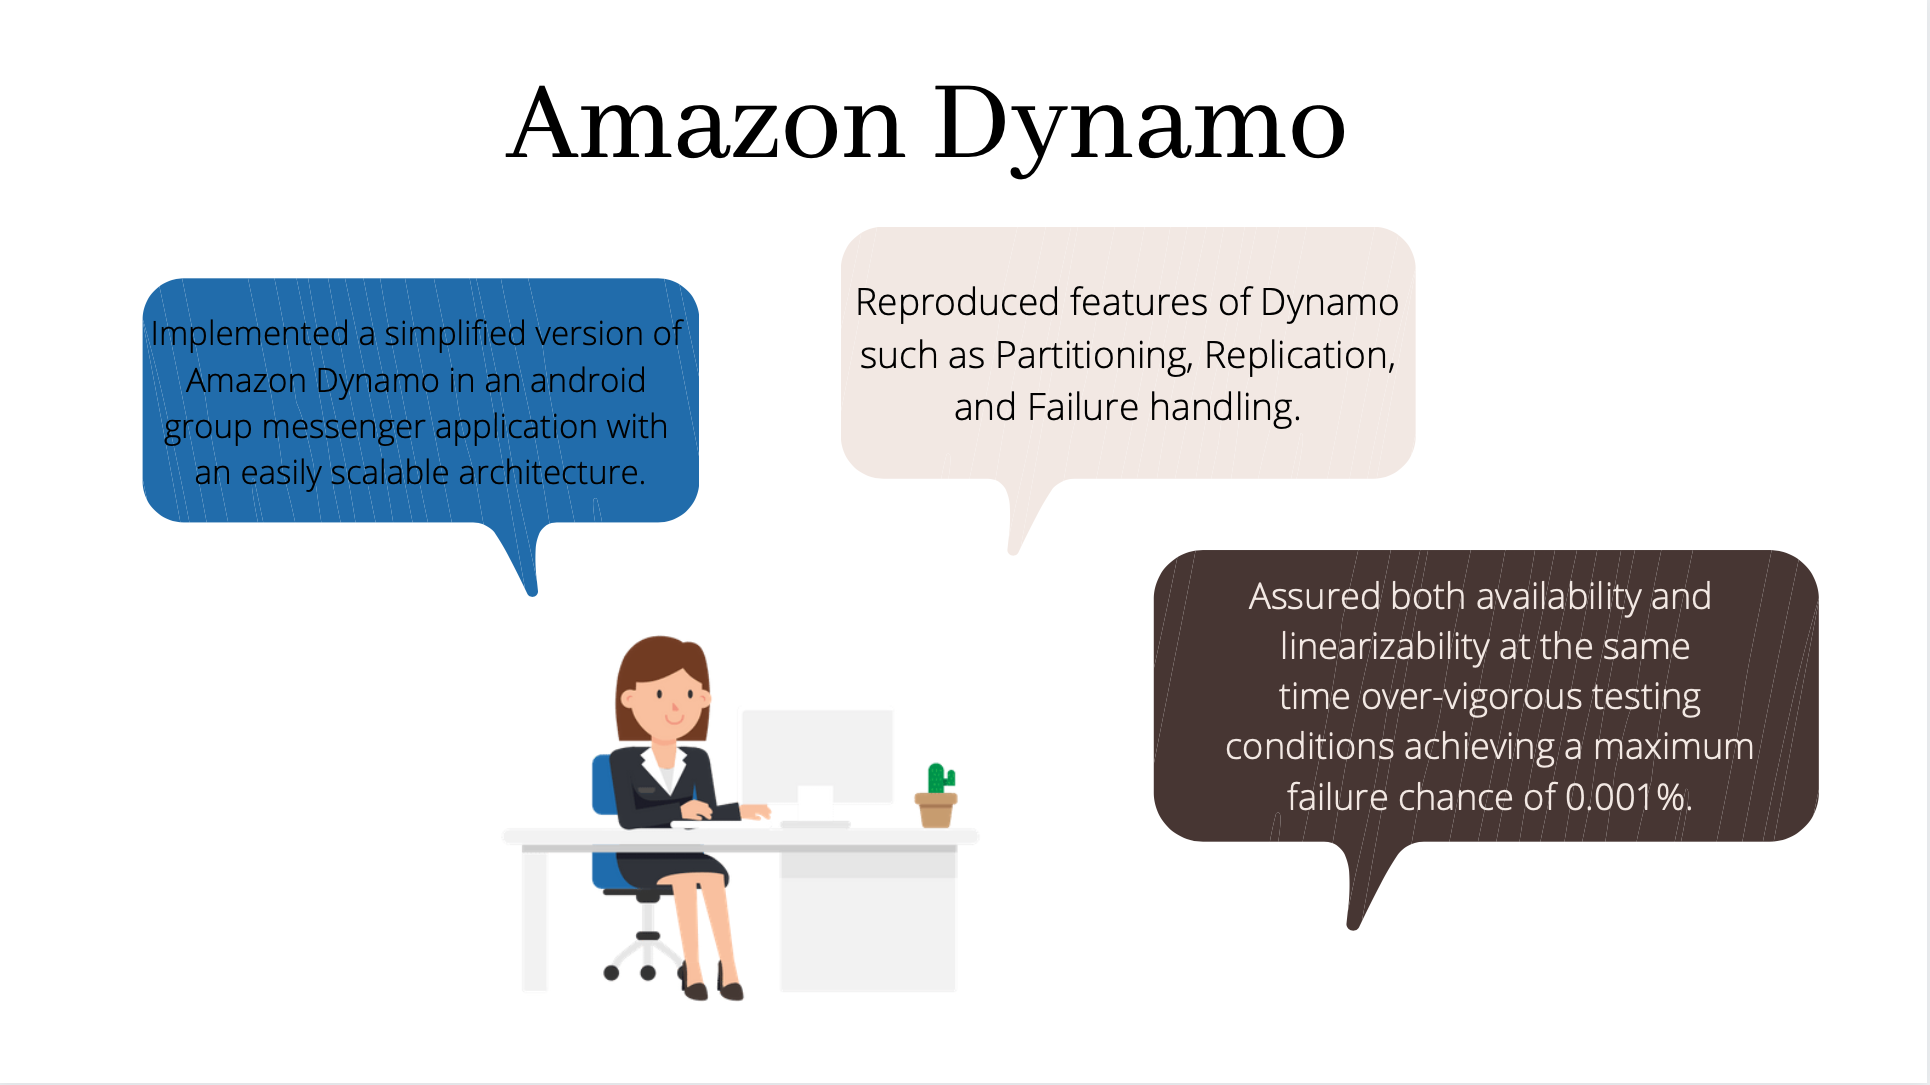 Amazon Dynamo
Implemented a simplified version of
Amazon Dynamo in an android
group messenger application with
an easily scalable architecture.
Reproduced features of Dynamo
such as Partitioning, Replication,
and Failure handling.
Assured both availability and
linearizability at the same
time over-vigorous testing
conditions achieving a maximum
failure chance of 0.001%.